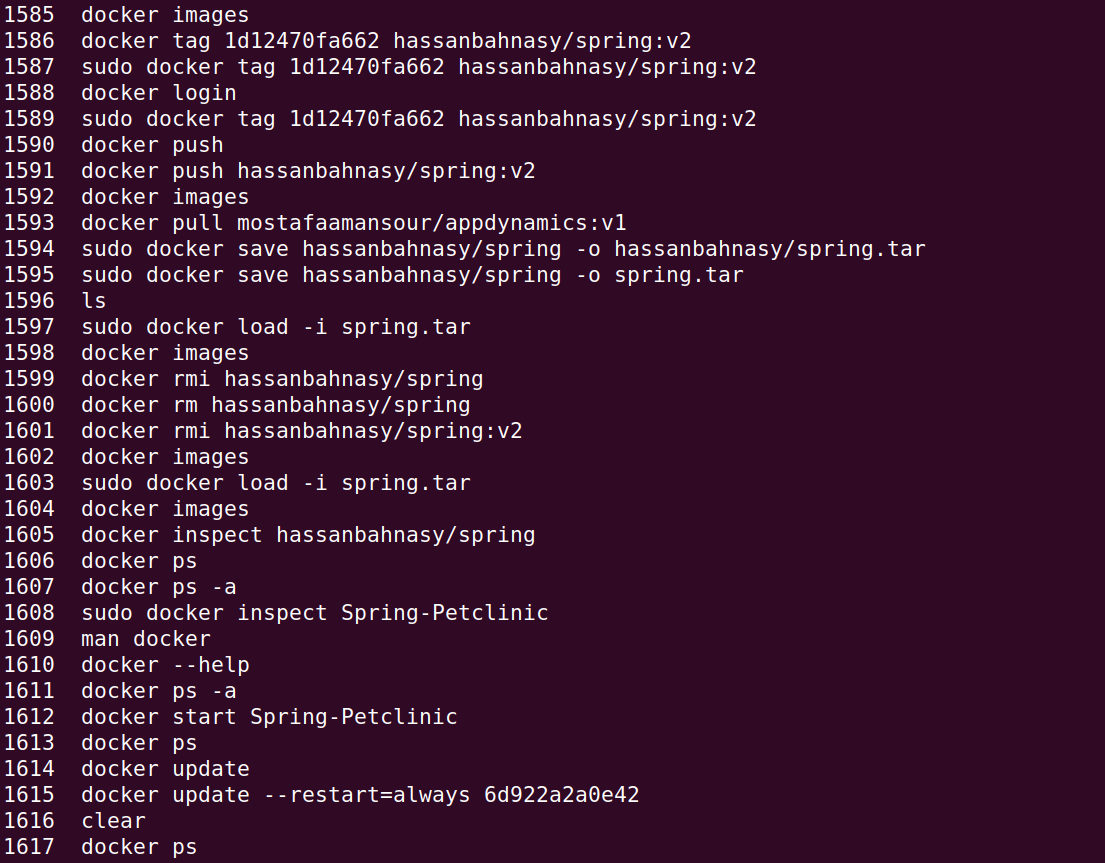 1585  docker images
1586  docker tag 1d12470fa662 hassanbahnasy/spring:v2
1587  sudo docker tag 1d12470fa662 hassanbahnasy/spring:v2
1588  docker login
1589  sudo docker tag 1d12470fa662 hassanbahnasy/spring:v2
1590  docker push
1591  docker push hassanbahnasy/spring:v2
1592  docker images
1593  docker pull mostafaamansour/appdynamics:v1
1594  sudo docker save hassanbahnasy/spring -o hassanbahnasy/spring.tar
1595  sudo docker save hassanbahnasy/spring -o spring.tar
1596  ls
1597  sudo docker load -i spring.tar
1598  docker images
1599  docker rmi hassanbahnasy/spring
1600  docker rm hassanbahnasy/spring
1601  docker rmi hassanbahnasy/spring:v2
1602  docker images
1603  sudo docker load -i spring.tar
1604  docker images
1605  docker inspect hassanbahnasy/spring
1606  docker ps
1607  docker ps -a
1608  sudo docker inspect Spring-Petclinic
1609  man docker
1610  docker --help
1611  docker ps -a
1612  docker start Spring-Petclinic
1613  docker ps
1614  docker update
1615  docker update --restart=always 6d922a2a0e42
1616  clear
1617  docker ps